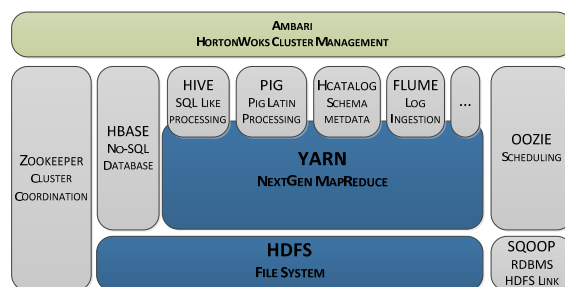 AMBARI
HORTONWOKS CLUSTER MANAGEMENT
HIVE
SQL LIKE
PROCESSING
PIG
PIG LATIN
PROCESSING
HCATALOG
SCHEMA
METDATA
FLUME
LOG
INGESTION
...
ZOOKEEPER
CLUSTER
COORDINATION
HBASE
NO-SQL
DATABASE
YARN
NEXTGEN MAPREDUCE
OOZIE
SCHEDULING
HDFS
FILE SYSTEM
SQOOP
RDBMS
HDFS LINK